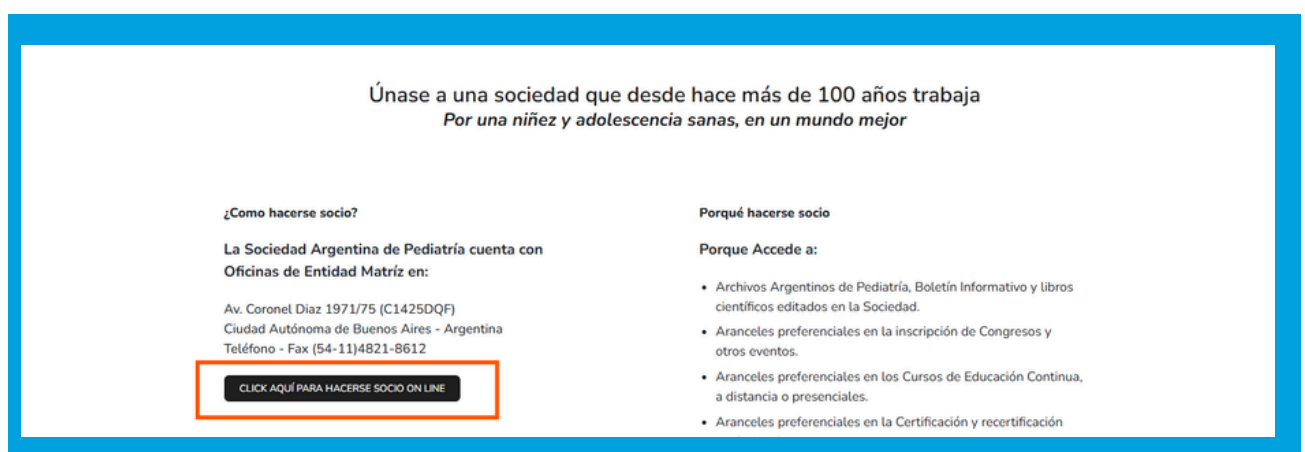 Únase a una sociedad que desde hace más de 100 años trabaja
Por una niñez y adolescencia sanas, en un mundo mejor
¿Como hacerse socio?
La Sociedad Argentina de Pediatría cuenta con
Oficinas de Entidad Matríz en:
Av. Coronel Diaz 1971/75 (C1425DQF)
Ciudad Autónoma de Buenos Aires - Argentina
Teléfono - Fax (54-11)4821-8612
CLICK AQUÍ PARA HACERSE SOCIO ON LINE
Porqué hacerse socio
Porque Accede a:
• Archivos Argentinos de Pediatría, Boletín Informativo y libros
científicos editados en la Sociedad.
• Aranceles preferenciales en la inscripción de Congresos y
otros eventos.
• Aranceles preferenciales en los Cursos de Educación Continua,
a distancia o presenciales.
• Aranceles preferenciales en la Certificación y recertificación